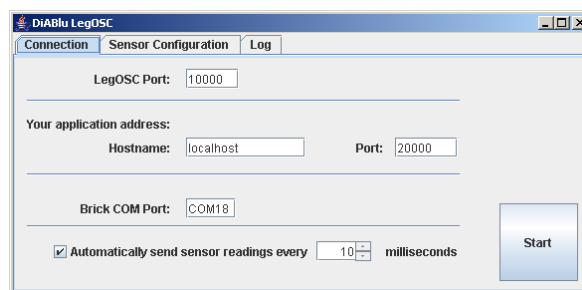 DiABlu LegOSC
Connection Sensor Configuration Log
LegOSC Port: 10000
Your application address:
Hostname: localhost Port: 20000
Brick COM Port: COM18
Automatically send sensor readings every 10 milliseconds
Start